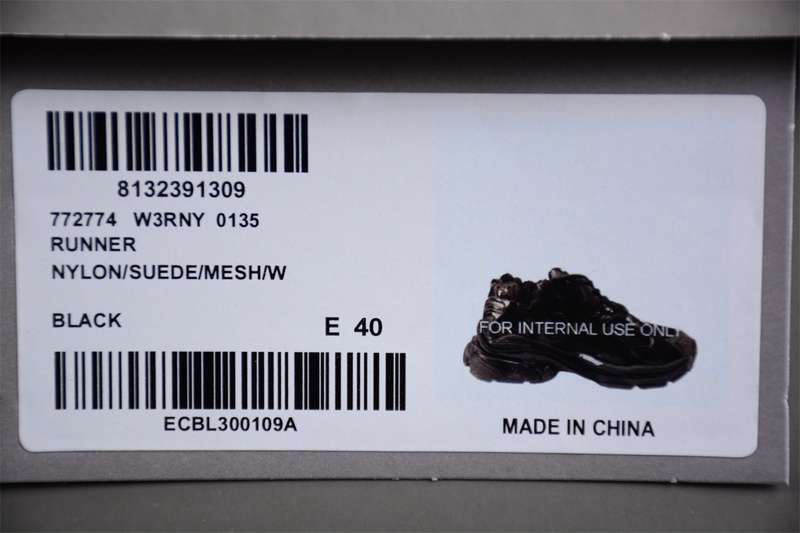 8132391309
772774 W3RNY 0135
RUNNER
NYLON/SUEDE/MESH/W
BLACK
E 40
ECBL300109A
FOR INTERNAL USE ONLY
MADE IN CHINA